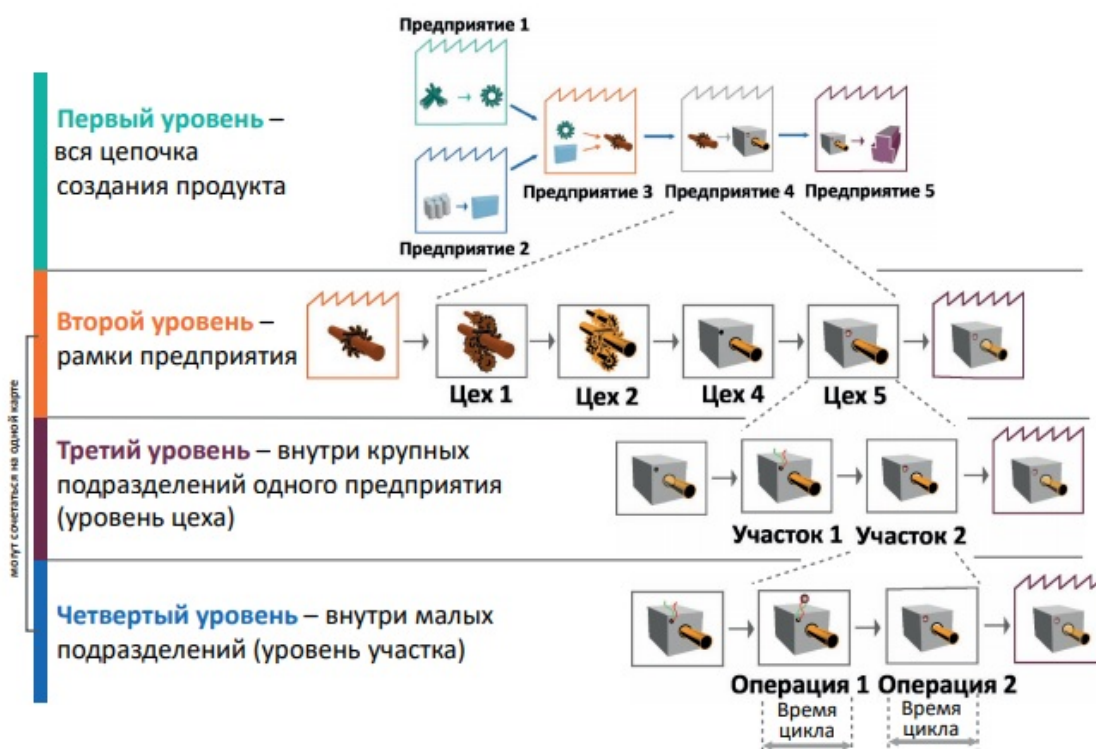 Предприятие 1
Первый уровень –
вся цепочка
создания продукта
Предприятие 3
Предприятие 4
Предприятие 5
Предприятие 2
Второй уровень –
рамки предприятия
Цех 1
Цех 2
Цех 4
Цех 5
могут сочетаться на одной карте
Третий уровень – внутри крупных
подразделений одного предприятия
(уровень цеха)
Участок 1
Участок 2
Четвертый уровень – внутри малых
подразделений (уровень участка)
Операция 1
Операция 2
Время
цикла
Время
цикла